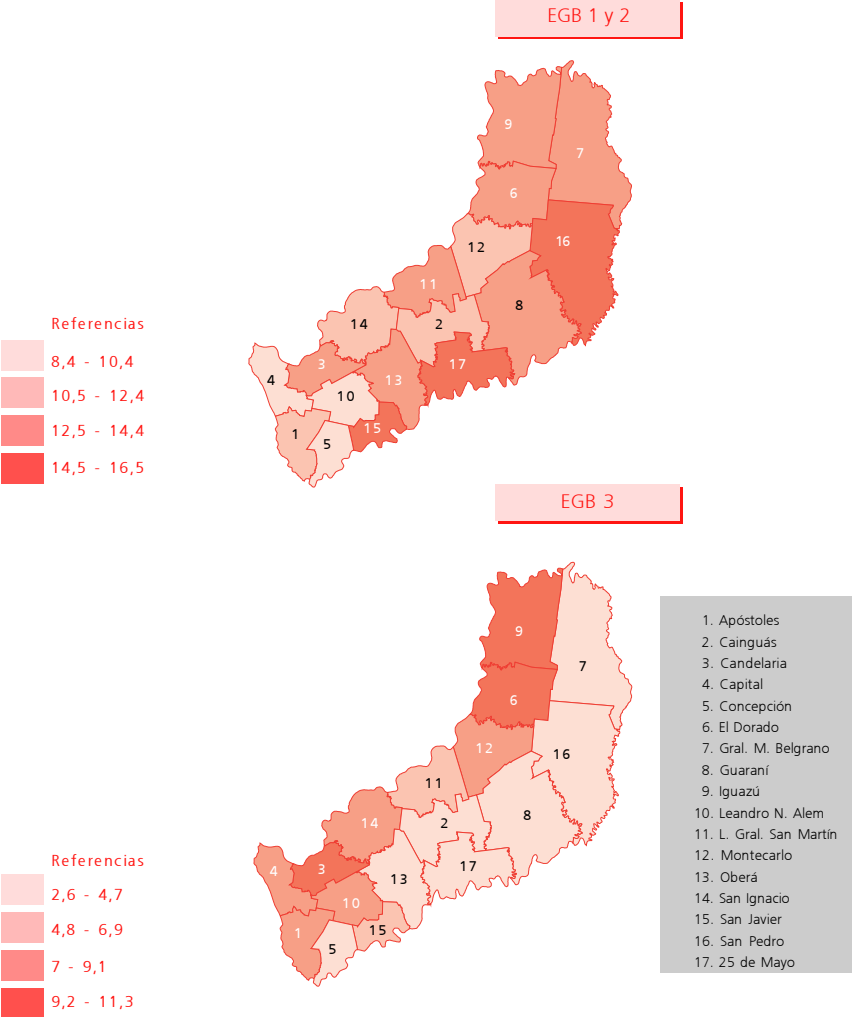 EGB 1 y 2
9
7
6
16
12
11
8
14
2
3
17
4
13
10
15
1
5
Referencias
8,4 - 10,4
10,5 - 12,4
12,5 - 14,4
14,5 - 16,5
EGB 3
9
7
6
12
16
11
8
14
2
3
4
17
13
10
15
1
5
Referencias
2,6 - 4,7
4,8 - 6,9
7 - 9,1
9,2 - 11,3
1. Apóstoles
2. Cainguás
3. Candelaria
4. Capital
5. Concepción
6. El Dorado
7. Gral. M. Belgrano
8. Guaraní
9. Iguazú
10. Leandro N. Alem
11. L. Gral. San Martín
12. Montecarlo
13. Oberá
14. San Ignacio
15. San Javier
16. San Pedro
17. 25 de Mayo